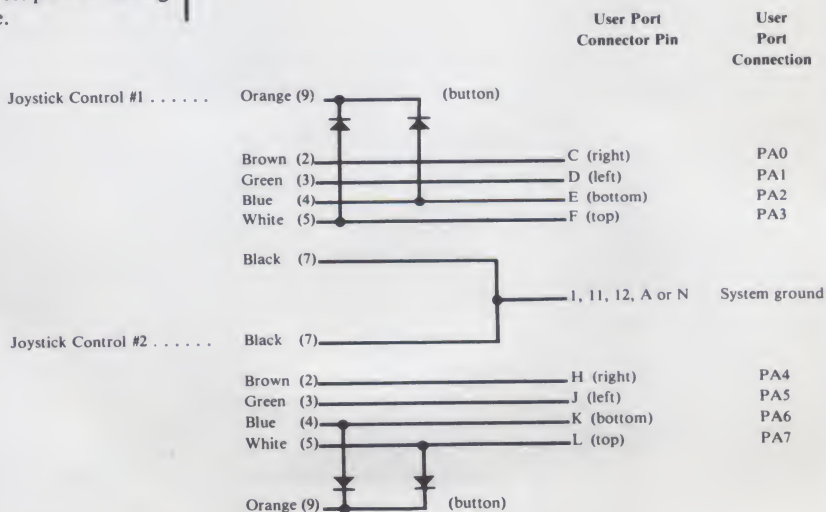 e.
User Port
Connector Pin
User
Port
Connection
Joystick Control #1 . . . . . .
Orange (9)
(button)
Brown (2)
C (right)
PA0
Green (3)
D (left)
PA1
Blue (4)
E (bottom)
PA2
White (5)
F (top)
PA3
Black (7)
1, 11, 12, A or N
System ground
Joystick Control #2 . . . . . .
Black (7)
Brown (2)
H (right)
PA4
Green (3)
J (left)
PA5
Blue (4)
K (bottom)
PA6
White (5)
L (top)
PA7
Orange (9)
(button)